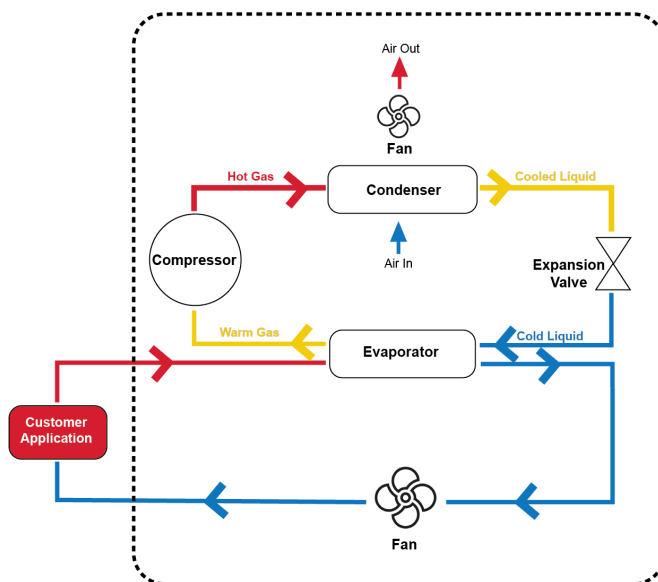 Air Out
Fan
Hot Gas
Condenser
Cooled Liquid
Compressor
Air In
Expansion
Valve
Warm Gas
Evaporator
Cold Liquid
Customer
Application
Fan